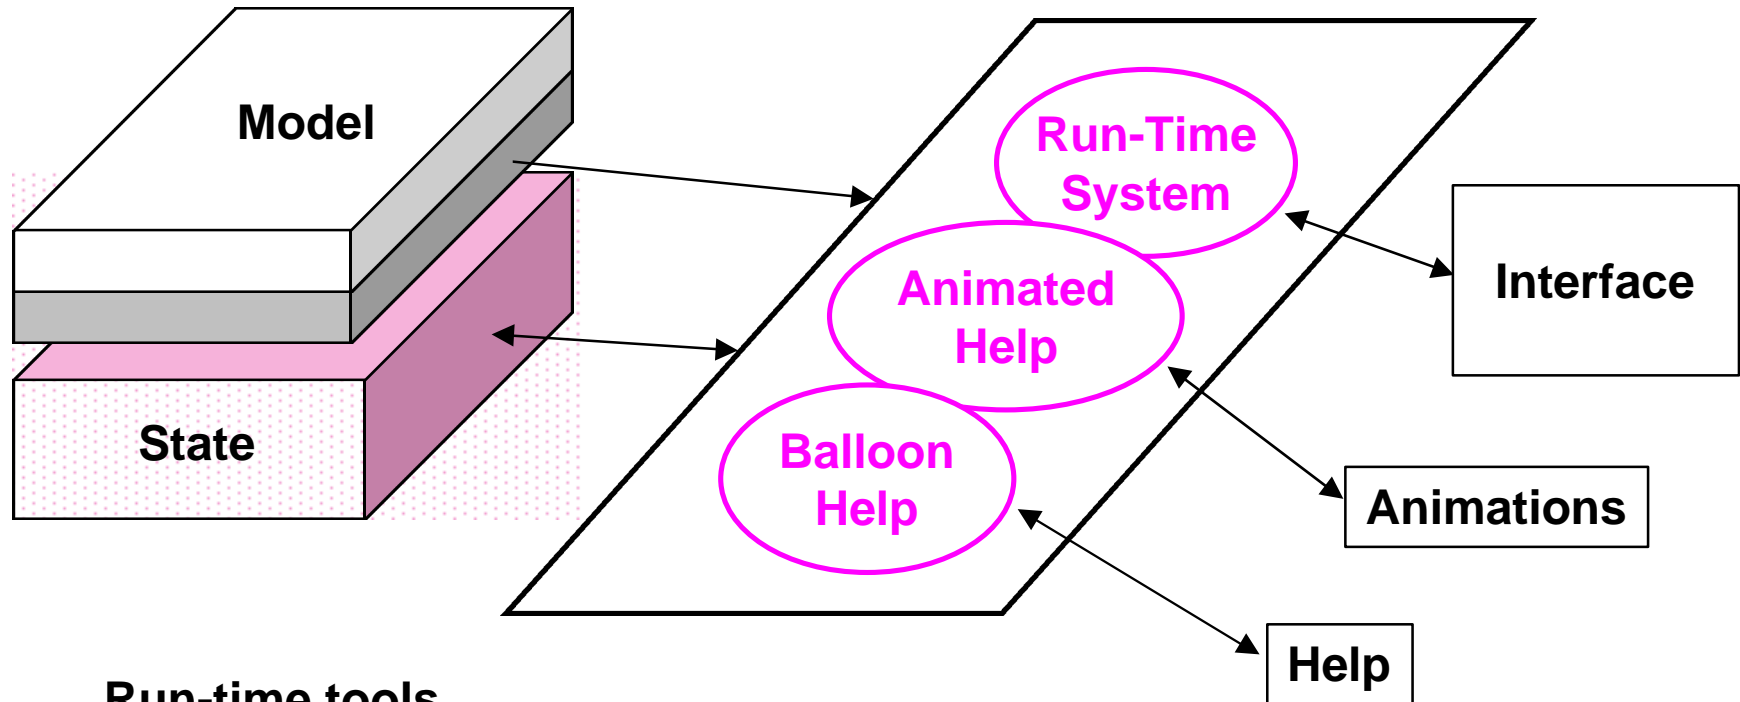 Model
Run-Time
System
Interface
Animated
Help
State
Balloon
Help
Animations
Help
Run-time tools